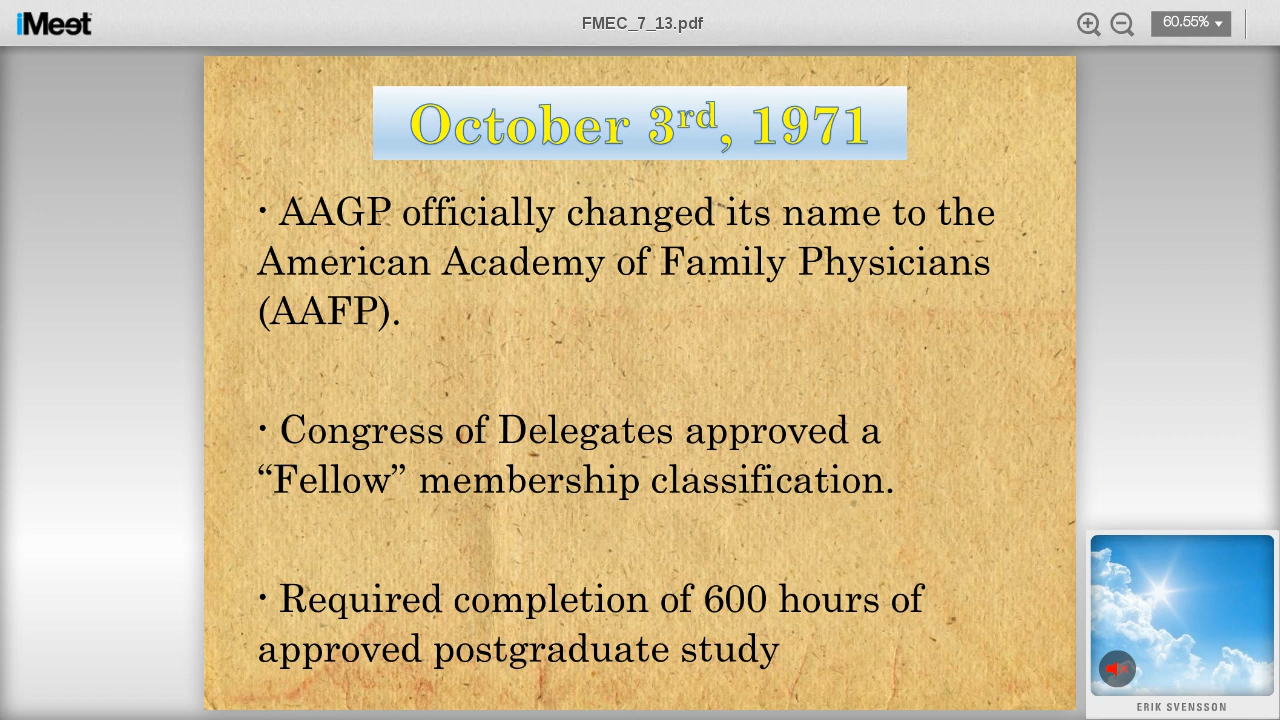 iMeet
FMEC_7_13.pdf
60.55%
October 3rd, 1971
· AAGP officially changed its name to the
American Academy of Family Physicians
(AAFP).
· Congress of Delegates approved a
“Fellow” membership classification.
· Required completion of 600 hours of
approved postgraduate study
ERIK SVENSSON